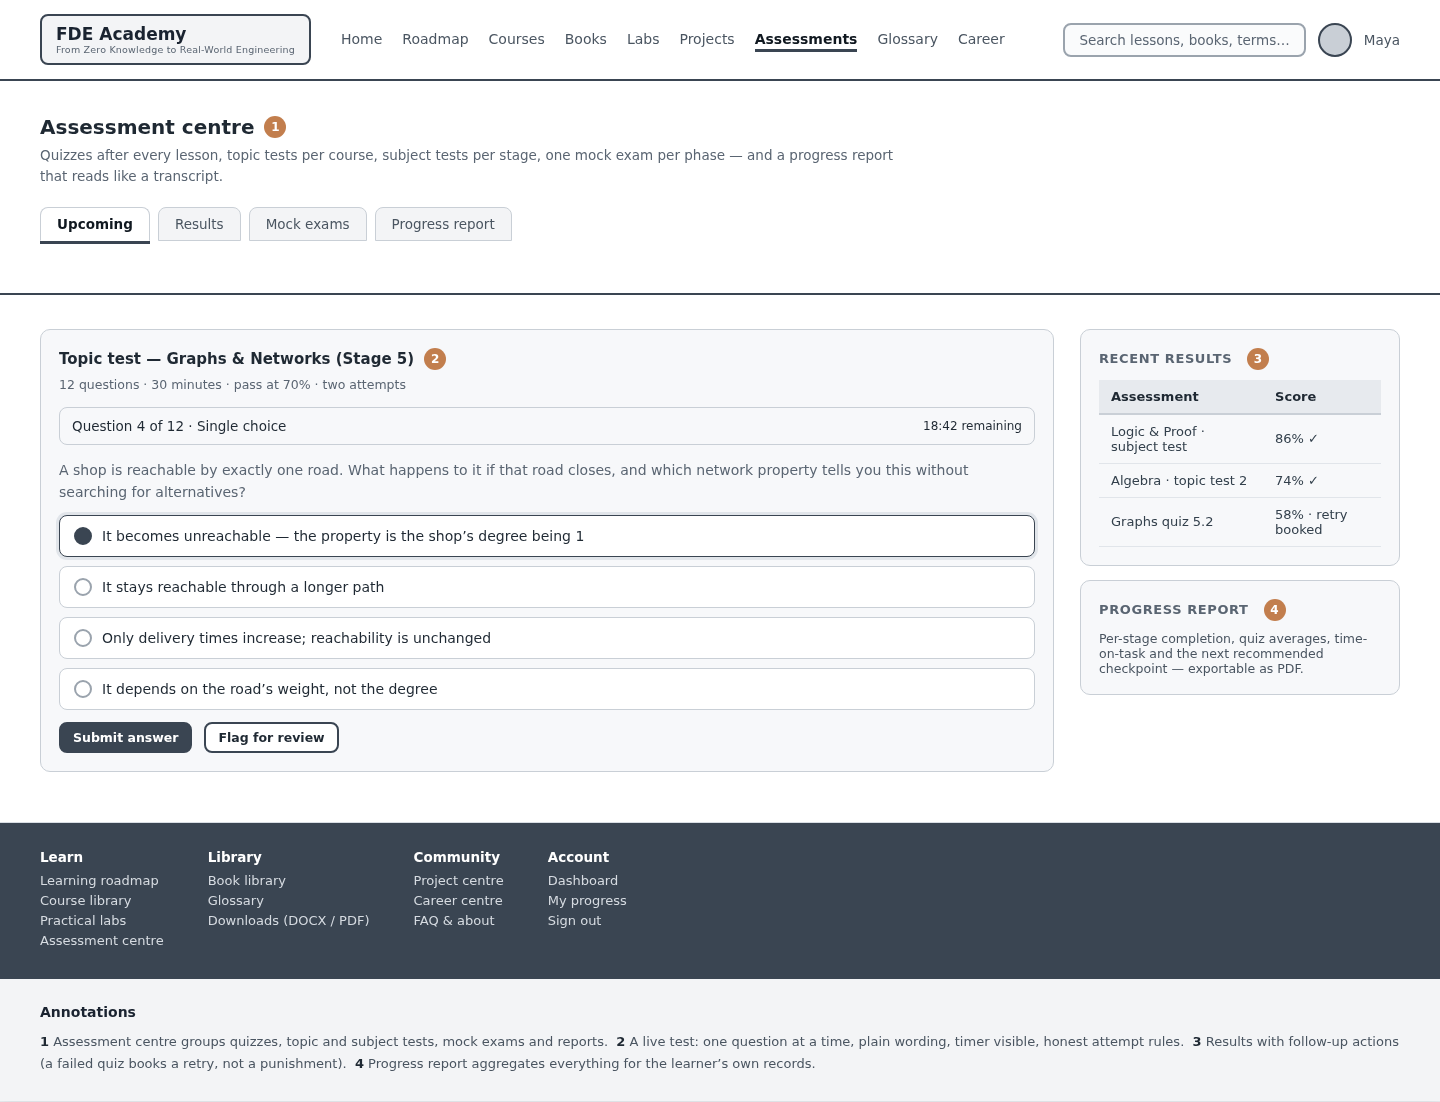 FDE Academy
From Zero Knowledge to Real-World Engineering
Home Roadmap Courses Books Labs Projects Assessments Glossary Career
Search lessons, books, terms…
Maya
Assessment centre 1
Quizzes after every lesson, topic tests per course, subject tests per stage, one mock exam per phase — and a progress report
that reads like a transcript.
Upcoming Results Mock exams Progress report
Topic test — Graphs & Networks (Stage 5) 2
12 questions · 30 minutes · pass at 70% · two attempts
Question 4 of 12 · Single choice 18:42 remaining
A shop is reachable by exactly one road. What happens to it if that road closes, and which network property tells you this without
searching for alternatives?
It becomes unreachable — the property is the shop’s degree being 1
It stays reachable through a longer path
Only delivery times increase; reachability is unchanged
It depends on the road’s weight, not the degree
Submit answer Flag for review
RECENT RESULTS 3
Assessment Score
Logic & Proof ·
subject test
86% ✓
Algebra · topic test 2 74% ✓
Graphs quiz 5.2
58% · retry
booked
PROGRESS REPORT 4
Per-stage completion, quiz averages, time-
on-task and the next recommended
checkpoint — exportable as PDF.
Learn
Learning roadmap
Course library
Practical labs
Assessment centre
Library
Book library
Glossary
Downloads (DOCX / PDF)
Community
Project centre
Career centre
FAQ & about
Account
Dashboard
My progress
Sign out
Annotations
1 Assessment centre groups quizzes, topic and subject tests, mock exams and reports. 2 A live test: one question at a time, plain wording, timer visible, honest attempt rules. 3 Results with follow-up actions
(a failed quiz books a retry, not a punishment). 4 Progress report aggregates everything for the learner’s own records.